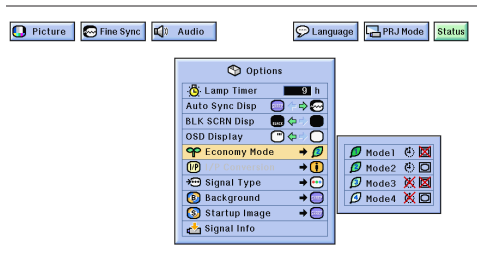 Picture Fine Sync Audio Language PRJ Mode Status
Options
Lamp Timer 9 h
Auto Sync Disp
BLK SCRN Disp
OSD Display
Economy Mode
I/P
Signal Type
Background
Startup Image
Signal Info
Mode1
Mode2
Mode3
Mode4